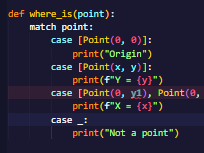 def where_is(point):
match point:
case [Point(0, 0)]:
print("Origin")
case [Point(x, y)]:
print(f"Y = {y}")
case [Point(0, y1), Point(0,
print(f"X = {x}")
case _:
print("Not a point")